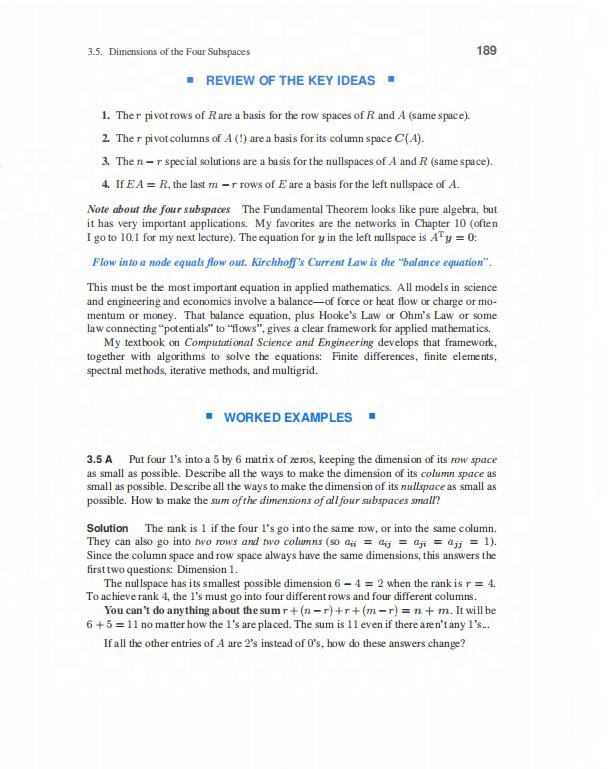 3.5. Dimensions of the Four Subspaces 189
■ REVIEW OF THE KEY IDEAS ■
1. The r pivot rows of R are a basis for the row spaces of R and A (same space).
2. The r pivot columns of A (!) are a basis for its column space C(A).
3. The n − r special solutions are a basis for the nullspaces of A and R (same space).
4. If EA = R, the last m − r rows of E are a basis for the left nullspace of A.
Note about the four subspaces The Fundamental Theorem looks like pure algebra, but
it has very important applications. My favorites are the networks in Chapter 10 (often
I go to 10.1 for my next lecture). The equation for y in the left nullspace is Aᵀy = 0:
Flow into a node equals flow out. Kirchhoff's Current Law is the “balance equation”.
This must be the most important equation in applied mathematics. All models in science
and engineering and economics involve a balance—of force or heat flow or charge or mo-
mentum or money. That balance equation, plus Hooke's Law or Ohm's Law or some
law connecting “potentials” to “flows”, gives a clear framework for applied mathematics.
My textbook on Computational Science and Engineering develops that framework,
together with algorithms to solve the equations: Finite differences, finite elements,
spectral methods, iterative methods, and multigrid.
■ WORKED EXAMPLES ■
3.5 A Put four 1's into a 5 by 6 matrix of zeros, keeping the dimension of its row space
as small as possible. Describe all the ways to make the dimension of its column space as
small as possible. Describe all the ways to make the dimension of its nullspace as small as
possible. How to make the sum of the dimensions of all four subspaces small?
Solution The rank is 1 if the four 1's go into the same row, or into the same column.
They can also go into two rows and two columns (so aᵢᵢ = aᵢⱼ = aⱼᵢ = aⱼⱼ = 1).
Since the column space and row space always have the same dimensions, this answers the
first two questions: Dimension 1.
The nullspace has its smallest possible dimension 6 − 4 = 2 when the rank is r = 4.
To achieve rank 4, the 1's must go into four different rows and four different columns.
You can't do anything about the sum r + (n − r) + r + (m − r) = n + m. It will be
6 + 5 = 11 no matter how the 1's are placed. The sum is 11 even if there aren't any 1's...
If all the other entries of A are 2's instead of 0's, how do these answers change?